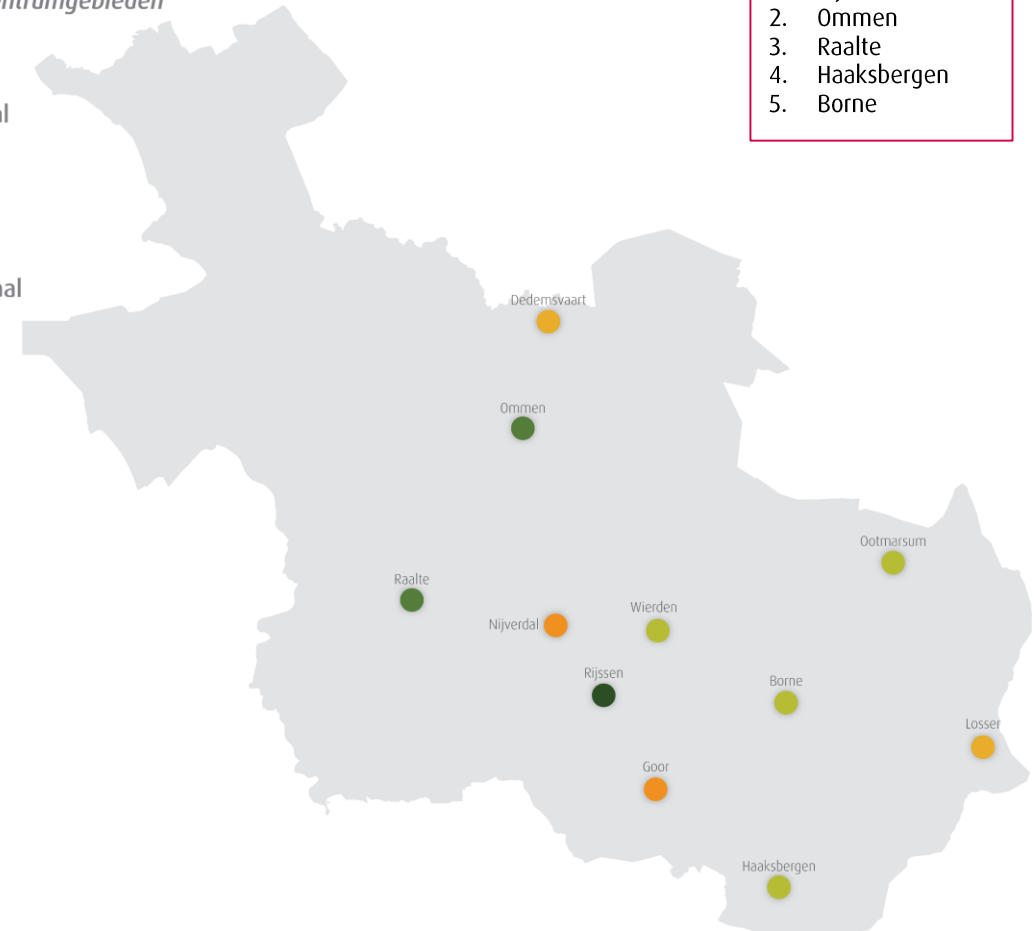 2. Ommen
3. Raalte
4. Haaksbergen
5. Borne
Dedemsvaart
Ommen
Ootmarsum
Raalte
Wierden
Nijverdal
Rijssen
Borne
Losser
Goor
Haaksbergen